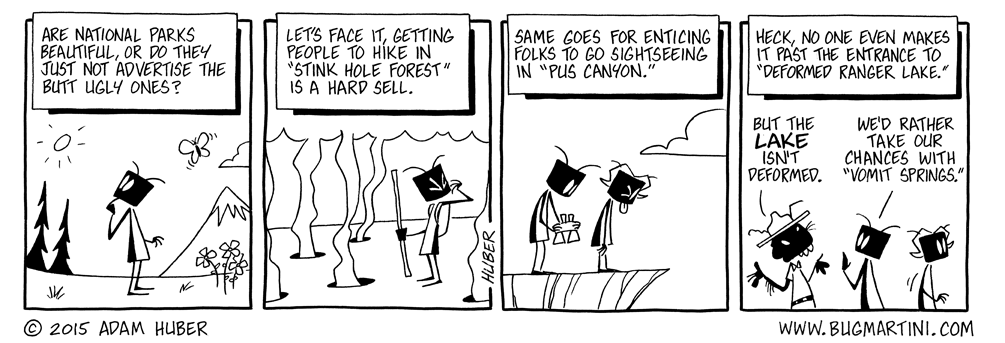 ARE NATIONAL PARKS
BEAUTIFUL, OR DO THEY
JUST NOT ADVERTISE THE
BUTT UGLY ONES?
LET'S FACE IT, GETTING
PEOPLE TO HIKE IN
"STINK HOLE FOREST"
IS A HARD SELL.
HUBER
SAME GOES FOR ENTICING
FOLKS TO GO SIGHTSEEING
IN "PUS CANYON."
HECK, NO ONE EVEN MAKES
IT PAST THE ENTRANCE TO
"DEFORMED RANGER LAKE."
BUT THE
LAKE
ISN'T
DEFORMED.
WE'D RATHER
TAKE OUR
CHANCES WITH
"VOMIT SPRINGS."
© 2015 ADAM HUBER
WWW.BUGMARTINI.COM